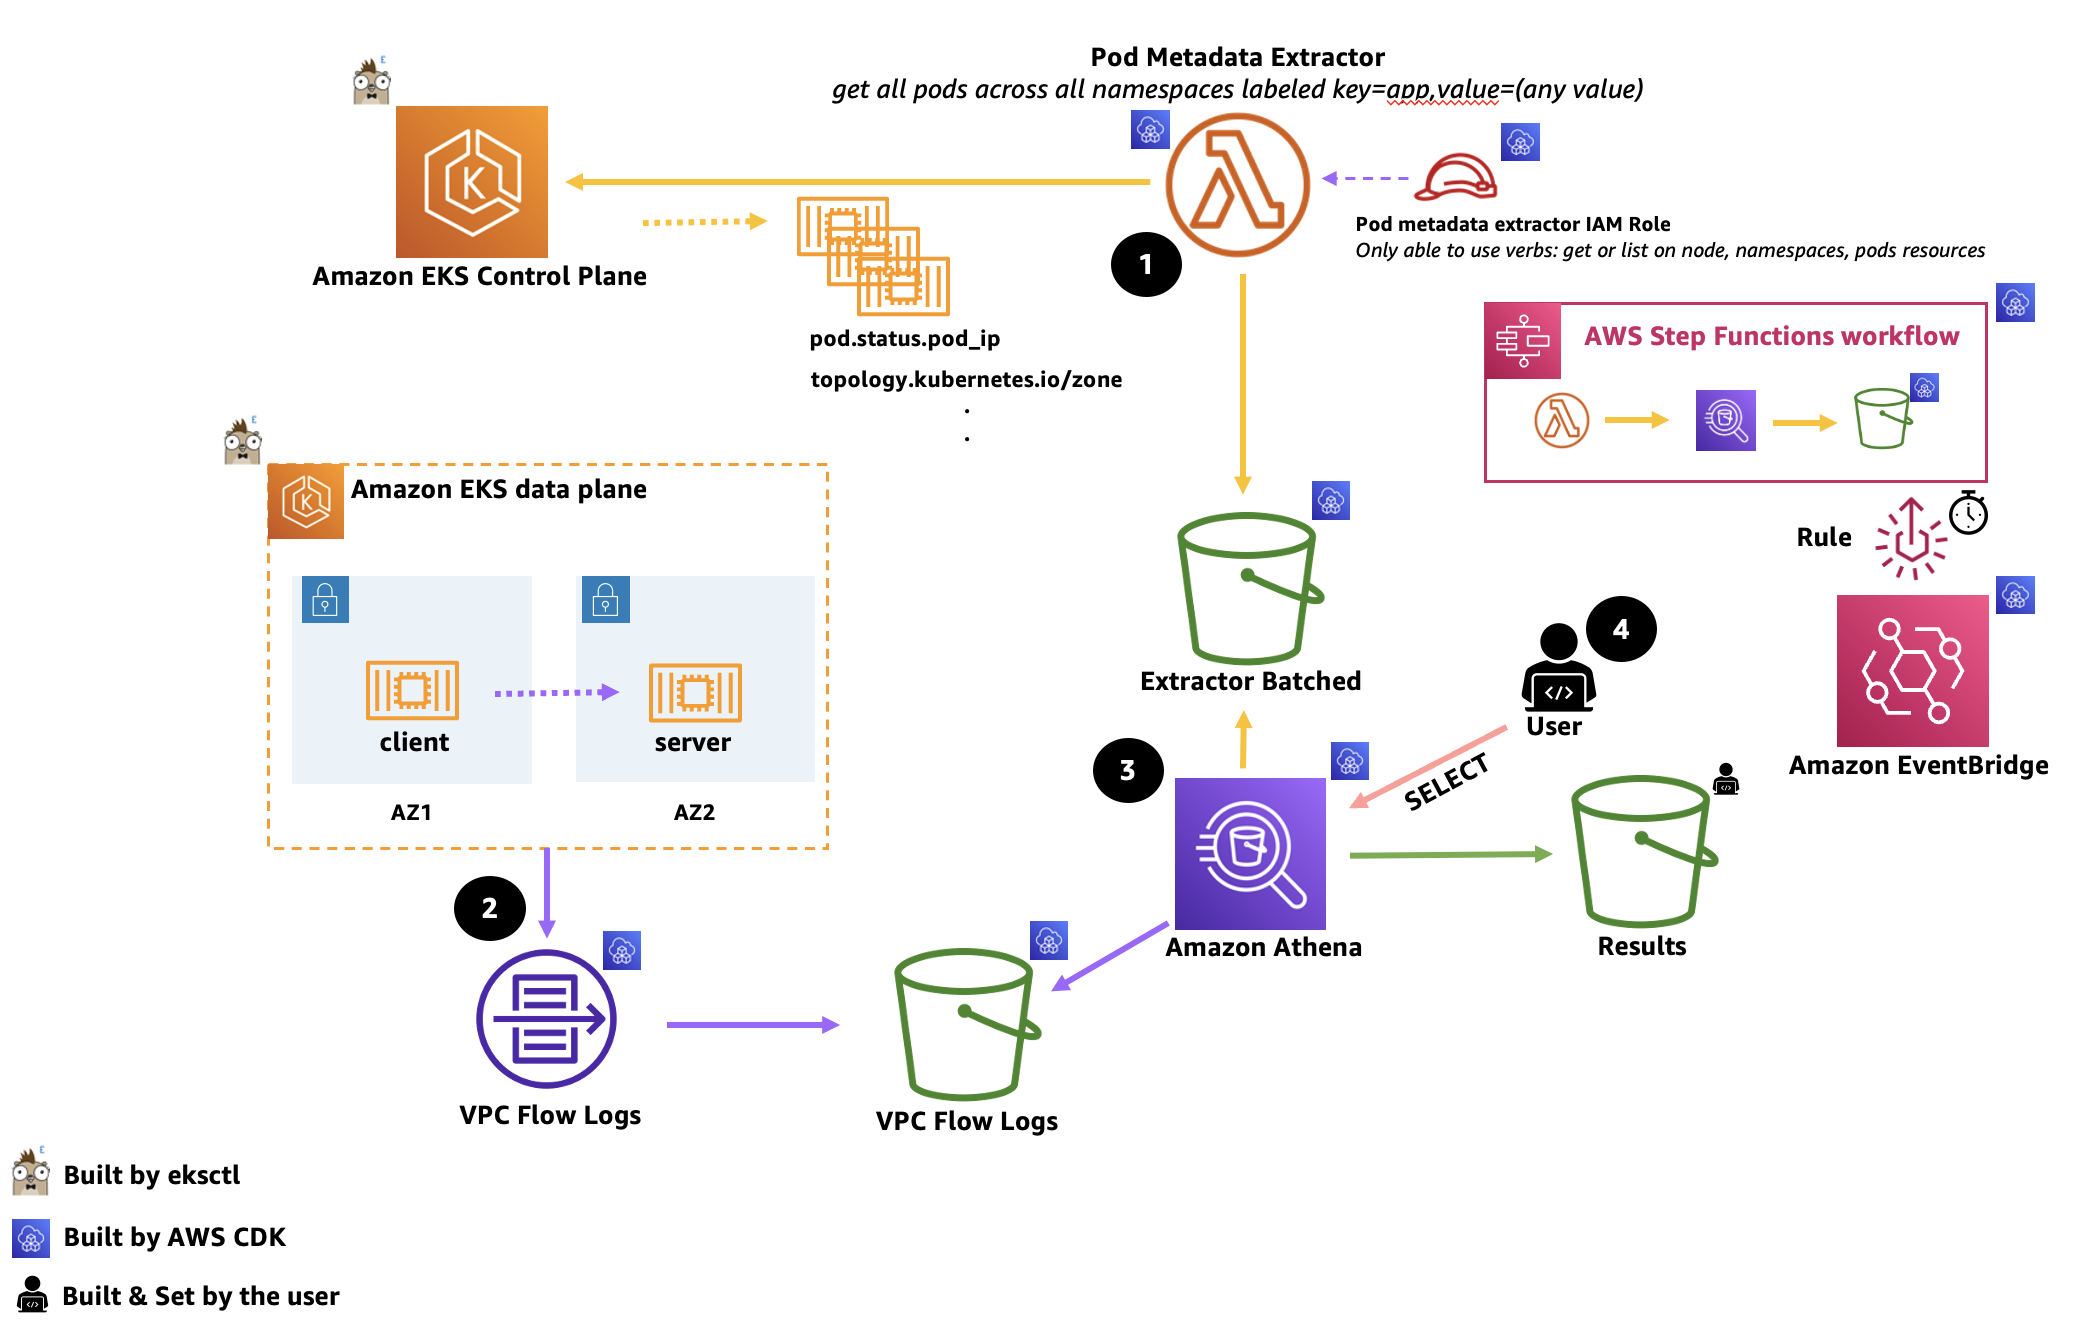 Pod Metadata Extractor
get all pods across all namespaces labeled key=app,value=(any value)
Amazon EKS Control Plane
Pod metadata extractor IAM Role
Only able to use verbs: get or list on node, namespaces, pods resources
1
pod.status.pod_ip
topology.kubernetes.io/zone
.
.
AWS Step Functions workflow
Rule
Amazon EventBridge
Amazon EKS data plane
client
server
AZ1
AZ2
Extractor Batched
4
User
SELECT
3
Amazon Athena
Results
2
VPC Flow Logs
VPC Flow Logs
Built by eksctl
Built by AWS CDK
Built & Set by the user